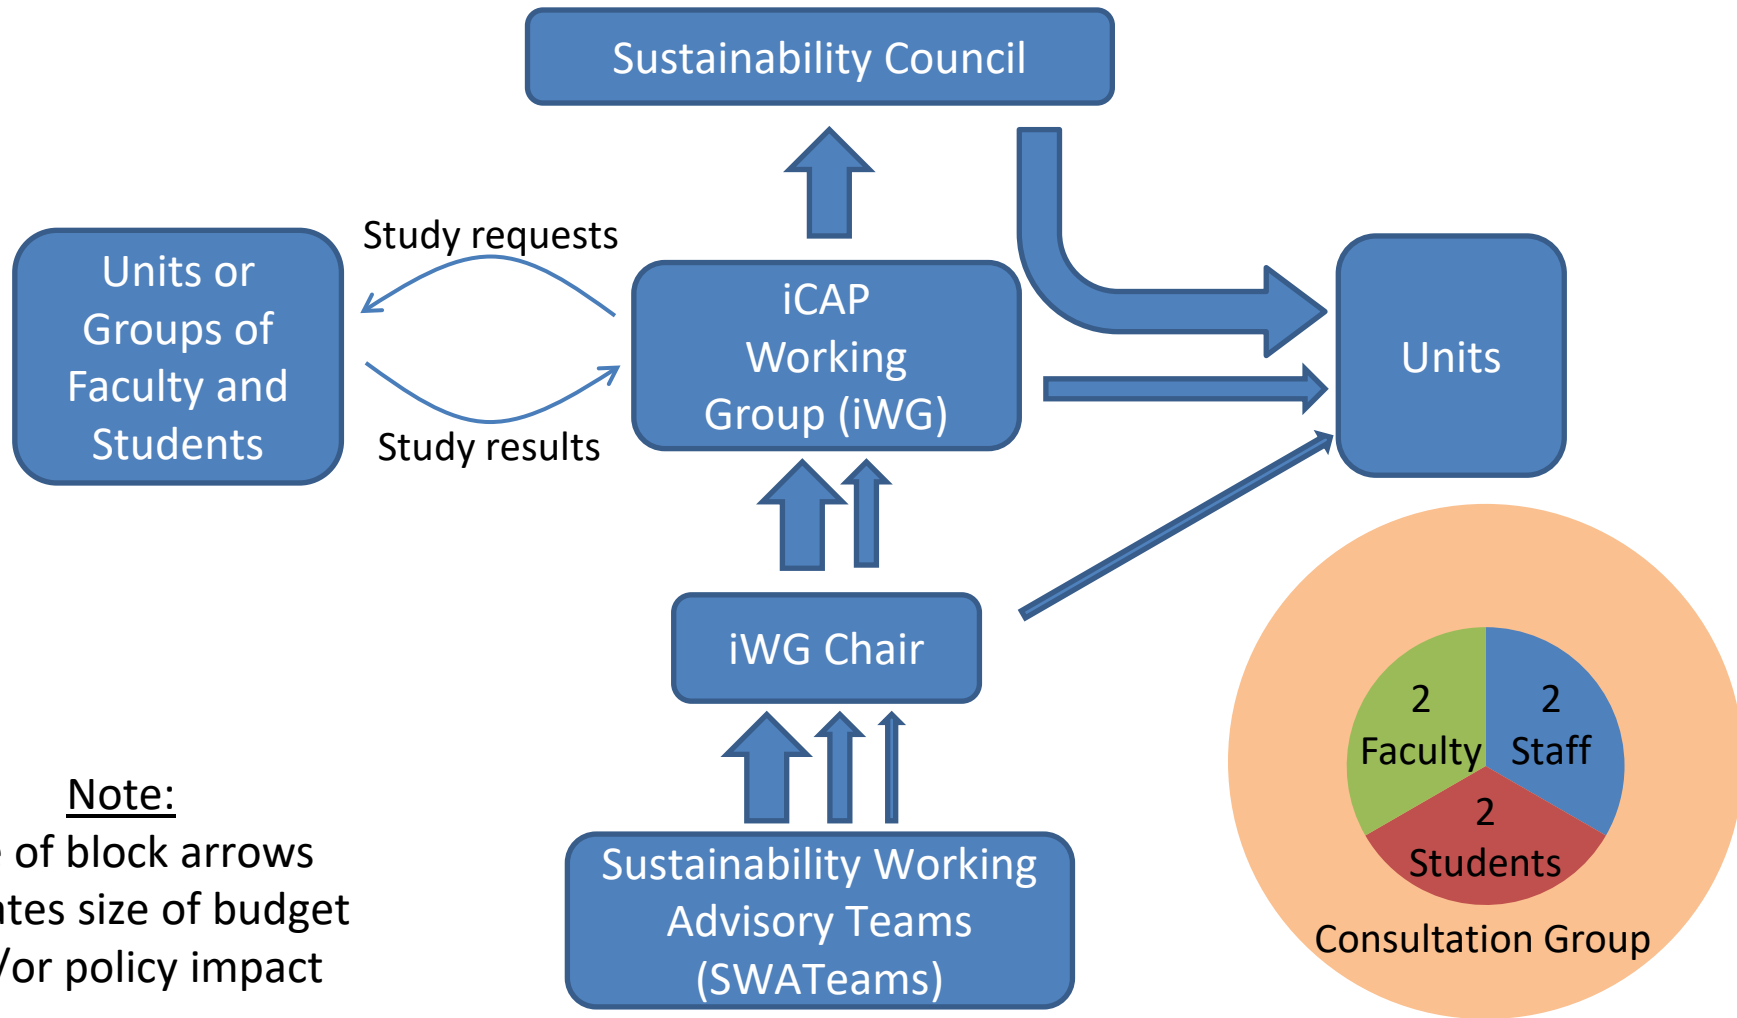 Sustainability Council
Study requests
Units or
Groups of
Faculty and
Students
iCAP
Working
Group (iWG)
Units
Study results
iWG Chair
2
Faculty
2
Staff
2
Students
Consultation Group
Note:
of block arrows
size of budget
/or policy impact
Sustainability Working
Advisory Teams
(SWATeams)